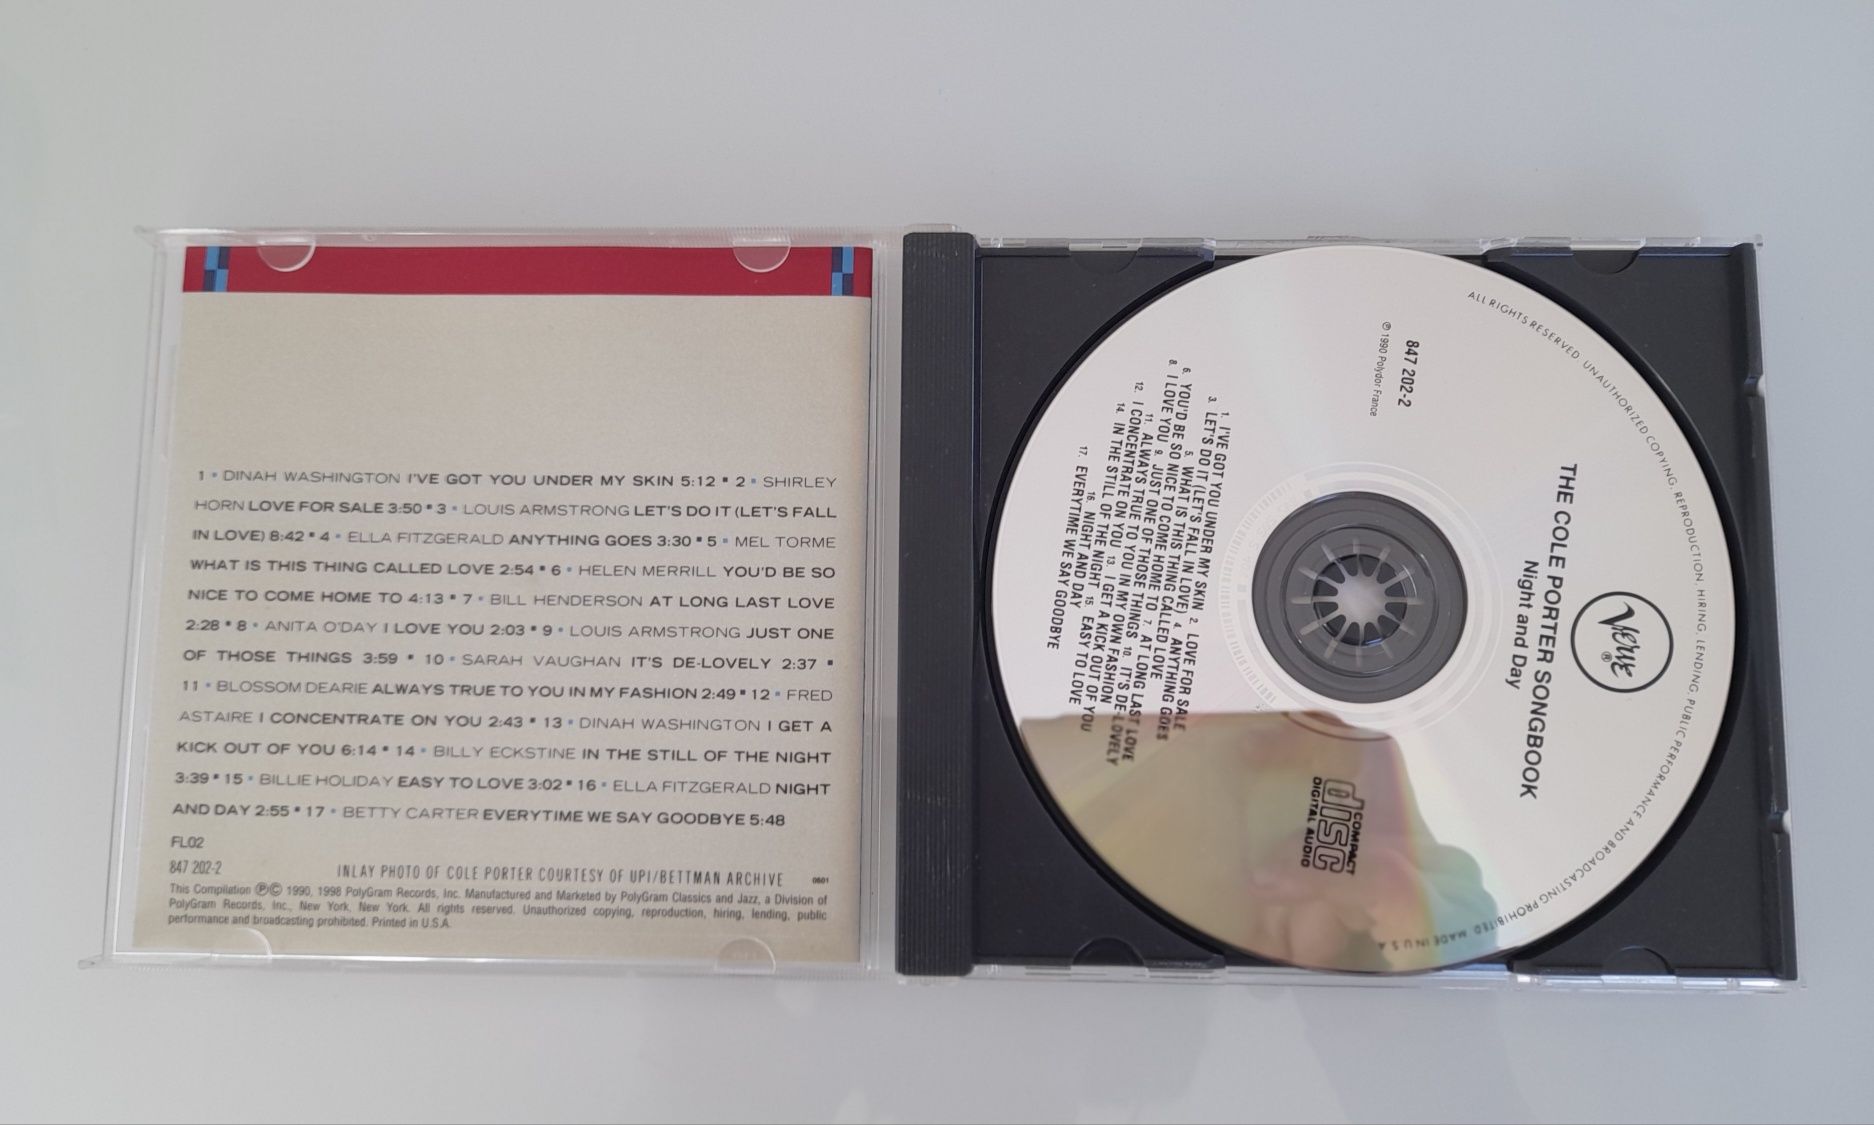 1 • DINAH WASHINGTON I'VE GOT YOU UNDER MY SKIN 5:12 ▪ 2 • SHIRLEY
HORN LOVE FOR SALE 3:50 ▪ 3 • LOUIS ARMSTRONG LET'S DO IT (LET'S FALL
IN LOVE) 8:42 ▪ 4 • ELLA FITZGERALD ANYTHING GOES 3:30 ▪ 5 • MEL TORME
WHAT IS THIS THING CALLED LOVE 2:54 ▪ 6 • HELEN MERRILL YOU'D BE SO
NICE TO COME HOME TO 4:13 ▪ 7 • BILL HENDERSON AT LONG LAST LOVE
2:28 ▪ 8 • ANITA O'DAY I LOVE YOU 2:03 ▪ 9 • LOUIS ARMSTRONG JUST ONE
OF THOSE THINGS 3:59 ▪ 10 • SARAH VAUGHAN IT'S DE-LOVELY 2:37 ▪
11 • BLOSSOM DEARIE ALWAYS TRUE TO YOU IN MY FASHION 2:49 ▪ 12 • FRED
ASTAIRE I CONCENTRATE ON YOU 2:43 ▪ 13 • DINAH WASHINGTON I GET A
KICK OUT OF YOU 6:14 ▪ 14 • BILLY ECKSTINE IN THE STILL OF THE NIGHT
3:39 ▪ 15 • BILLIE HOLIDAY EASY TO LOVE 3:02 ▪ 16 • ELLA FITZGERALD NIGHT
AND DAY 2:55 ▪ 17 • BETTY CARTER EVERYTIME WE SAY GOODBYE 5:48
FL02
847 202-2 INLAY PHOTO OF COLE PORTER COURTESY OF UPI/BETTMAN ARCHIVE 0601
This Compilation ℗© 1990, 1998 PolyGram Records, Inc. Manufactured and Marketed by PolyGram Classics and Jazz, a Division of
PolyGram Records, Inc., New York, New York. All rights reserved. Unauthorized copying, reproduction, hiring, lending, public
performance and broadcasting prohibited. Printed in U.S.A.
ALL RIGHTS RESERVED. UNAUTHORIZED COPYING, REPRODUCTION, HIRING, LENDING, PUBLIC PERFORMANCE AND BROADCASTING PROHIBITED. MADE IN U.S.A.
Verve ®
THE COLE PORTER SONGBOOK
Night and Day
847 202-2
℗ 1990 Polydor France
COMPACT
disc
DIGITAL AUDIO
1. I'VE GOT YOU UNDER MY SKIN 2. LOVE FOR SALE
3. LET'S DO IT (LET'S FALL IN LOVE) 4. ANYTHING GOES
5. WHAT IS THIS THING CALLED LOVE
6. YOU'D BE SO NICE TO COME HOME TO 7. AT LONG LAST LOVE
8. I LOVE YOU 9. JUST ONE OF THOSE THINGS 10. IT'S DE-LOVELY
11. ALWAYS TRUE TO YOU IN MY OWN FASHION
12. I CONCENTRATE ON YOU 13. I GET A KICK OUT OF YOU
14. IN THE STILL OF THE NIGHT 15. EASY TO LOVE
16. NIGHT AND DAY
17. EVERYTIME WE SAY GOODBYE